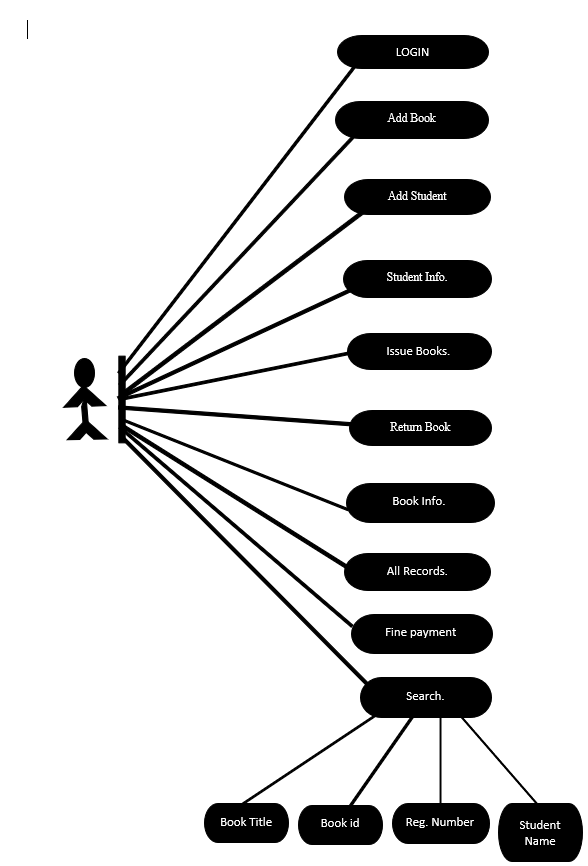 LOGIN
Add Book
Add Student
Student Info.
Issue Books.
Return Book
Book Info.
All Records.
Fine payment
Search.
Book Title
Book id
Reg. Number
Student
Name